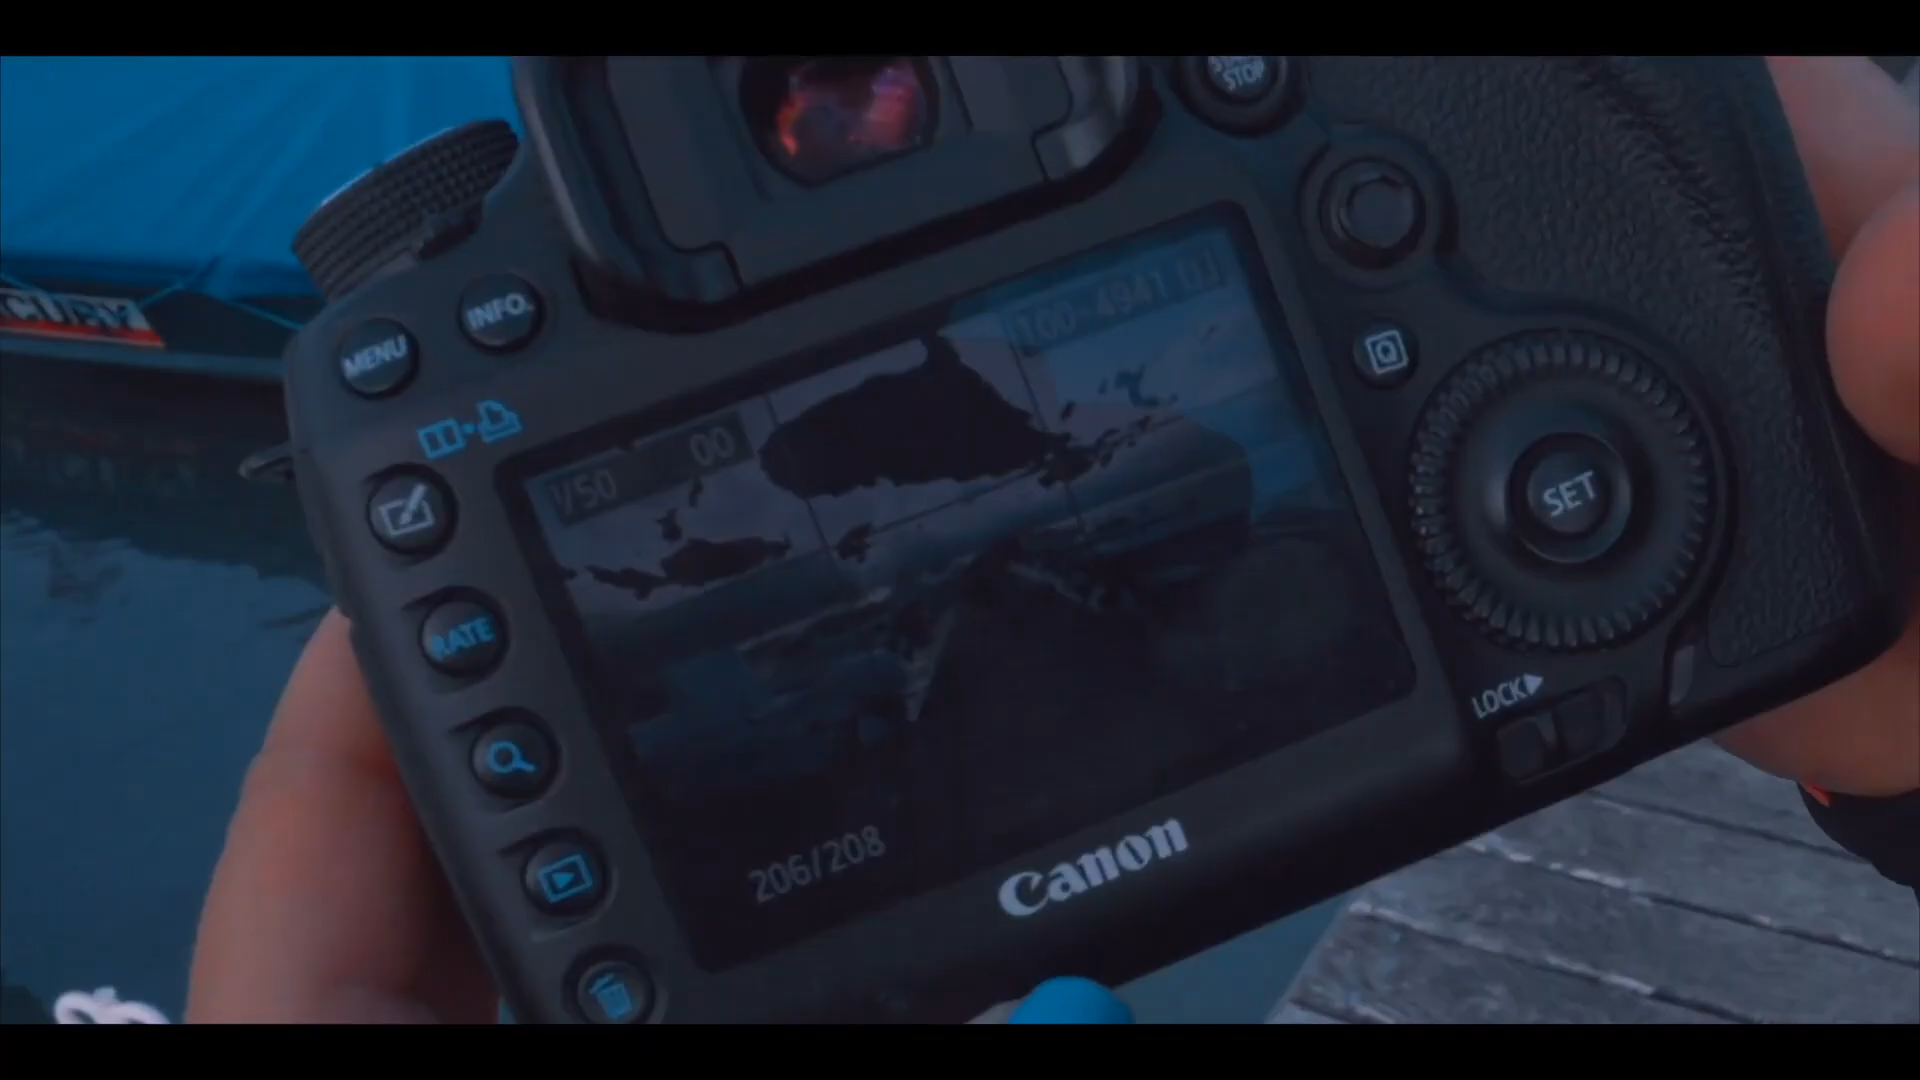 STOP
INFO.
MENU
100-4941
1/50
00
SET
RATE
LOCK
206/208
Canon
Q